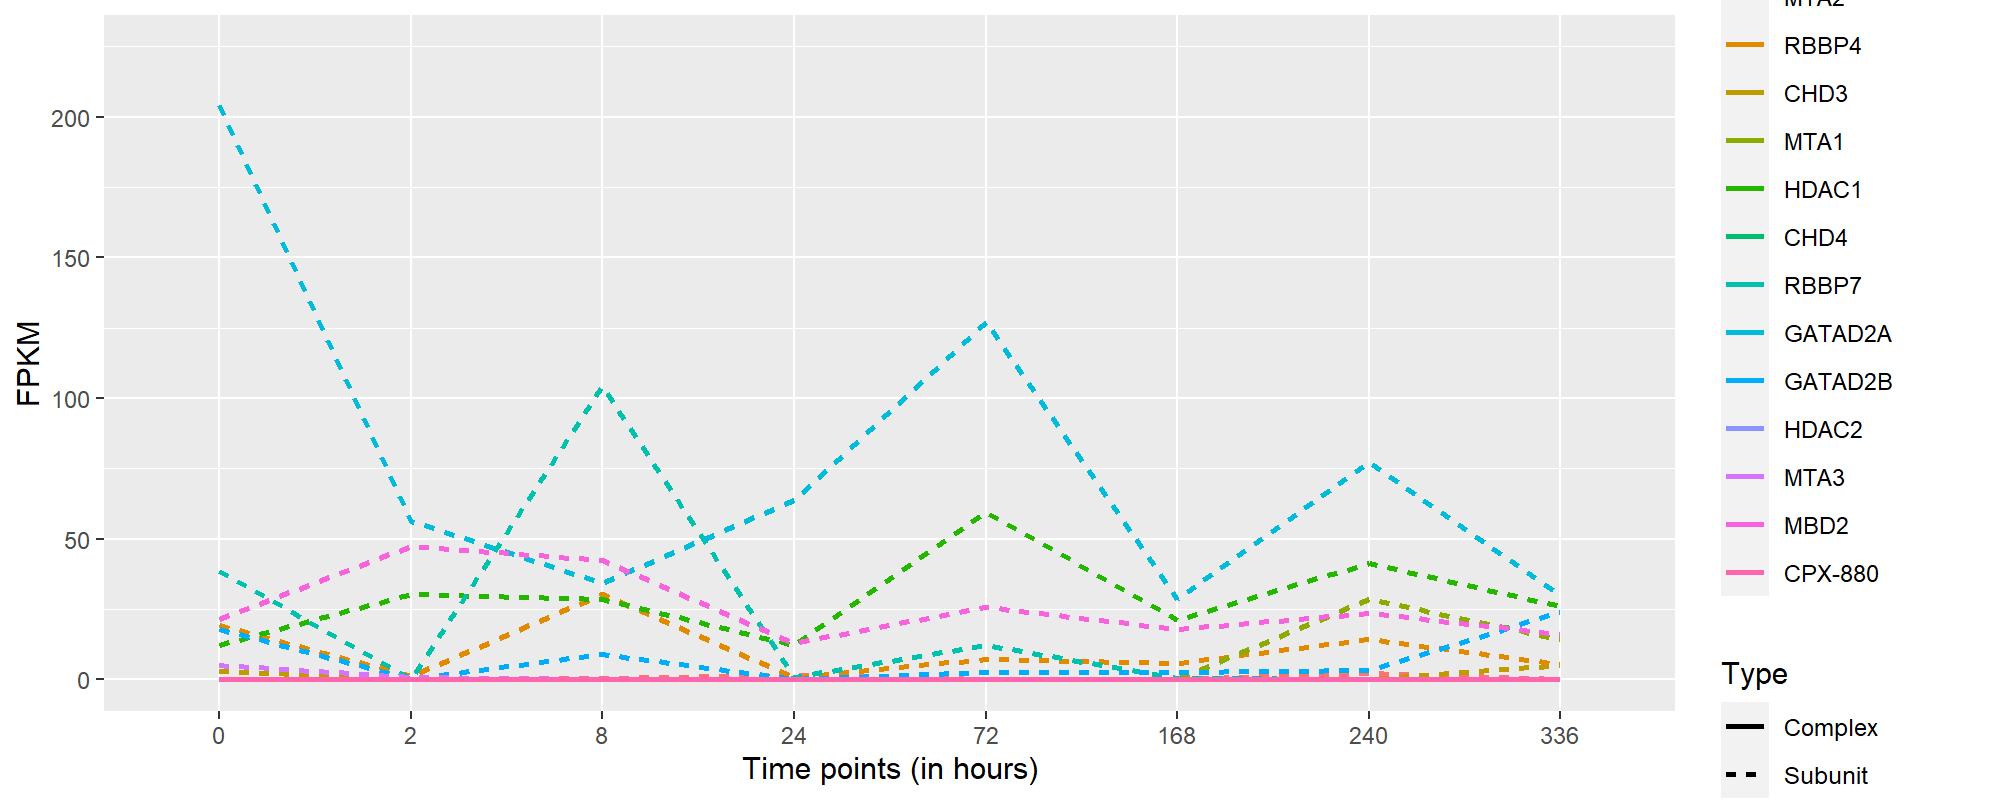 MTA2
RBBP4
CHD3
MTA1
HDAC1
CHD4
RBBP7
GATAD2A
GATAD2B
HDAC2
MTA3
MBD2
CPX-880
Type
Complex
Subunit
FPKM
200
150
100
50
0
0 2 8 24 72 168 240 336
Time points (in hours)